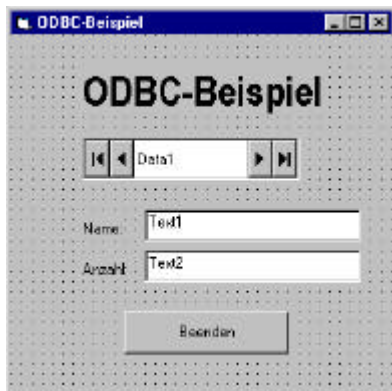 ODBC-Beispiel
ODBC-Beispiel
Data1
Name:
Text1
Anzahl:
Text2
Beenden